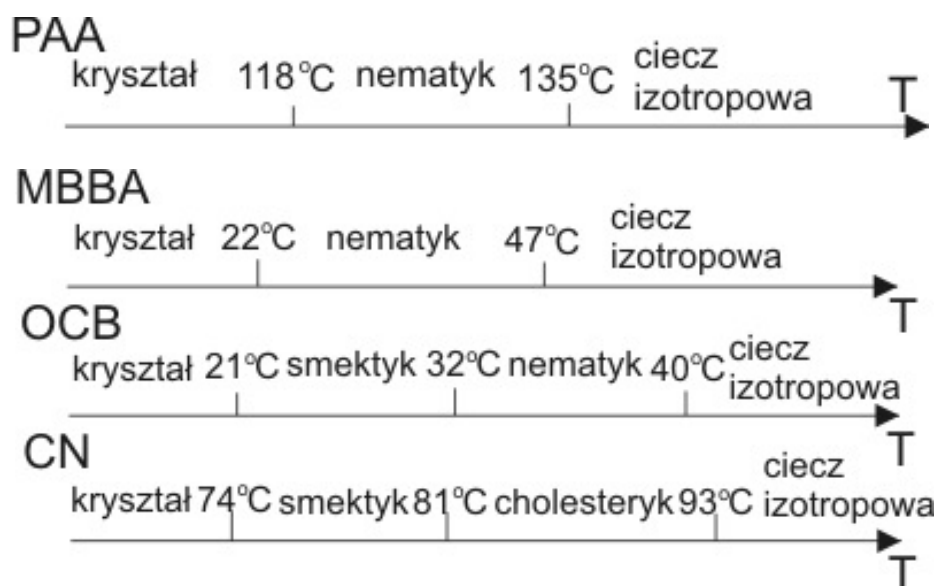 PAA
kryształ 118°C nematyk 135°C ciecz izotropowa
T
MBBA
kryształ 22°C nematyk 47°C ciecz izotropowa
T
OCB
kryształ 21°C smektyk 32°C nematyk 40°C ciecz izotropowa
T
CN
kryształ 74°C smektyk 81°C cholesteryk 93°C ciecz izotropowa
T